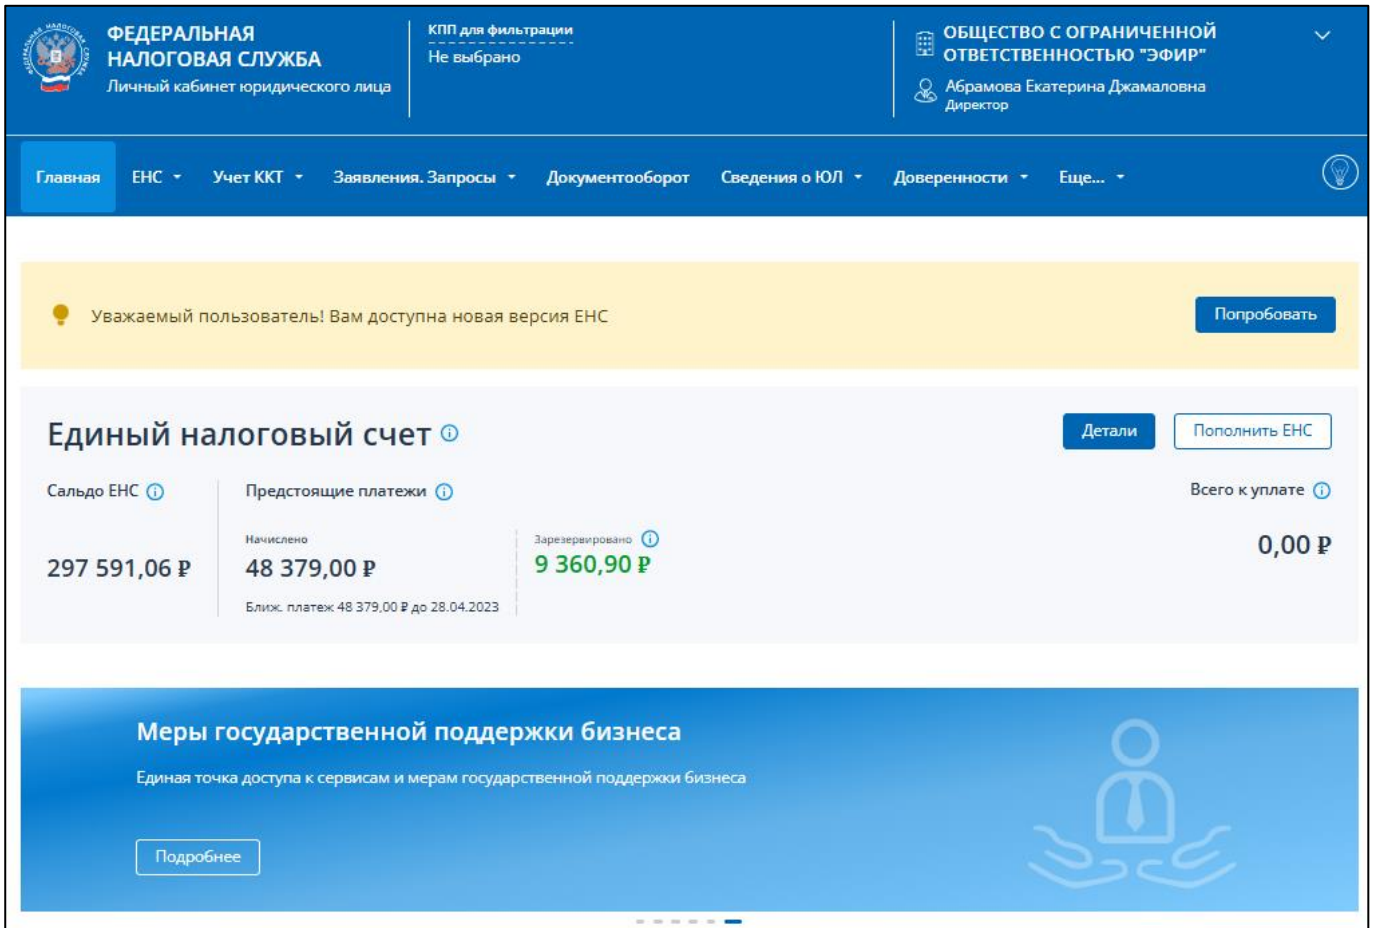 ФЕДЕРАЛЬНАЯ
НАЛОГОВАЯ СЛУЖБА
Личный кабинет юридического лица
КПП для фильтрации
Не выбрано
ОБЩЕСТВО С ОГРАНИЧЕННОЙ
ОТВЕТСТВЕННОСТЬЮ "ЭФИР"
Абрамова Екатерина Джамаловна
Директор
Главная ЕНС Учет ККТ Заявления. Запросы Документооборот Сведения о ЮЛ Доверенности Еще...
Уважаемый пользователь! Вам доступна новая версия ЕНС
Попробовать
Единый налоговый счет
Детали Пополнить ЕНС
Сальдо ЕНС Предстоящие платежи Всего к уплате
Начислено Зарезервировано
297 591,06 ₽ 48 379,00 ₽ 9 360,90 ₽ 0,00 ₽
Ближ. платеж 48 379,00 ₽ до 28.04.2023
Меры государственной поддержки бизнеса
Единая точка доступа к сервисам и мерам государственной поддержки бизнеса
Подробнее